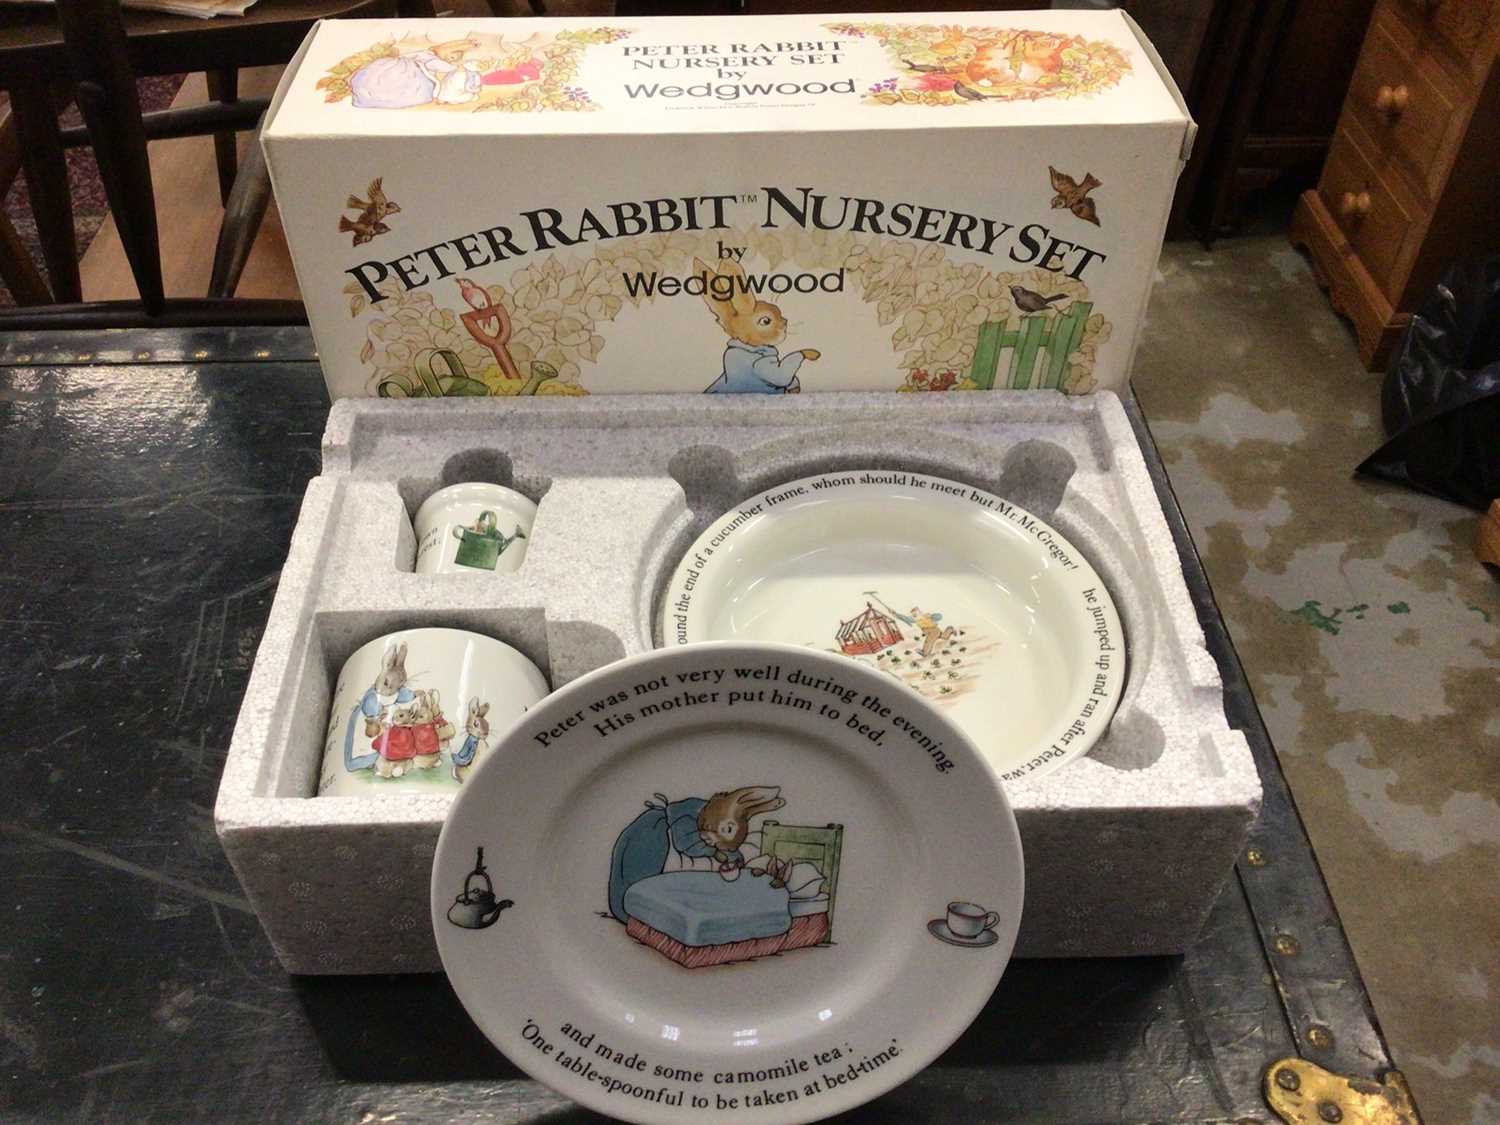 PETER RABBIT™
NURSERY SET
by
Wedgwood
PETER RABBIT™ NURSERY SET
by
Wedgwood
ound the end of a cucumber frame, whom should he meet but Mr. McGregor!
he jumped up and ran after Peter, wa
Peter was not very well during the evening.
His mother put him to bed,
and made some camomile tea;
'One table-spoonful to be taken at bed-time.'